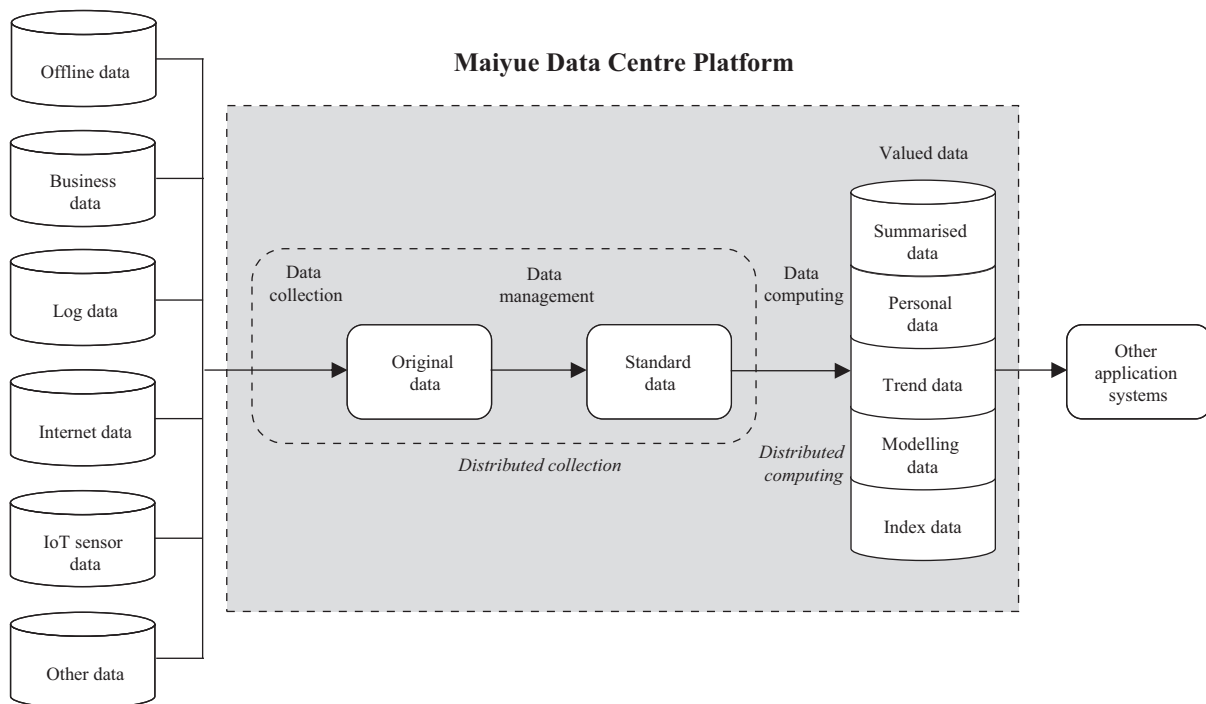 Maiyue Data Centre Platform
Offline data
Business
data
Log data
Internet data
IoT sensor
data
Other data
Data
collection
Data
management
Data
computing
Original
data
Standard
data
Distributed collection
Distributed
computing
Valued data
Summarised
data
Personal
data
Trend data
Modelling
data
Index data
Other
application
systems